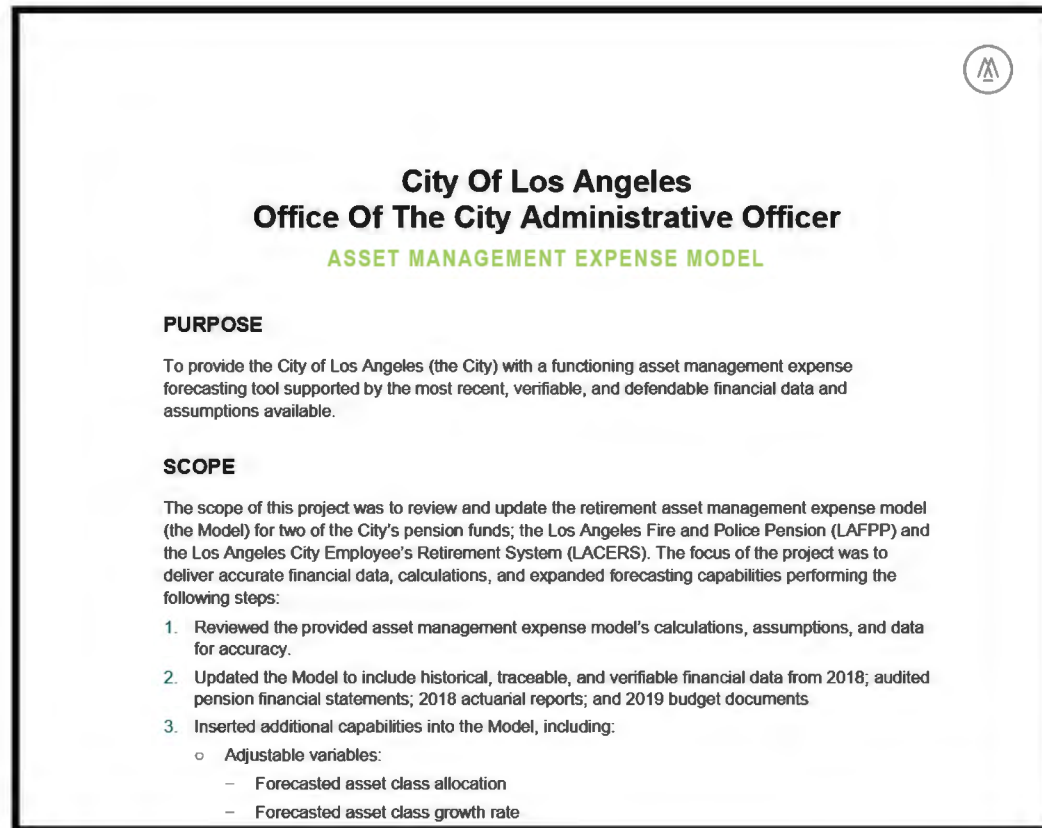 City Of Los Angeles
Office Of The City Administrative Officer
ASSET MANAGEMENT EXPENSE MODEL
PURPOSE
To provide the City of Los Angeles (the City) with a functioning asset management expense
forecasting tool supported by the most recent, verifiable, and defendable financial data and
assumptions available.
SCOPE
The scope of this project was to review and update the retirement asset management expense model
(the Model) for two of the City's pension funds; the Los Angeles Fire and Police Pension (LAFPP) and
the Los Angeles City Employee's Retirement System (LACERS). The focus of the project was to
deliver accurate financial data, calculations, and expanded forecasting capabilities performing the
following steps:
1. Reviewed the provided asset management expense model's calculations, assumptions, and data
for accuracy.
2. Updated the Model to include historical, traceable, and verifiable financial data from 2018; audited
pension financial statements; 2018 actuarial reports; and 2019 budget documents
3. Inserted additional capabilities into the Model, including:
o Adjustable variables:
– Forecasted asset class allocation
– Forecasted asset class growth rate